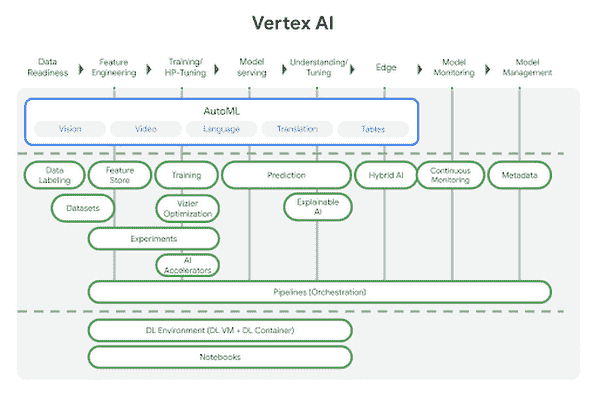 Vertex AI
Data Readiness
Feature Engineering
Training/ HP-Tuning
Model serving
Understanding/ Tuning
Edge
Model Monitoring
Model Management
AutoML
Vision
Video
Language
Translation
Tables
Data Labeling
Feature Store
Training
Prediction
Hybrid AI
Continuous Monitoring
Metadata
Datasets
Vizier Optimization
Explainable AI
Experiments
AI Accelerators
Pipelines (Orchestration)
DL Environment (DL VM + DL Container)
Notebooks